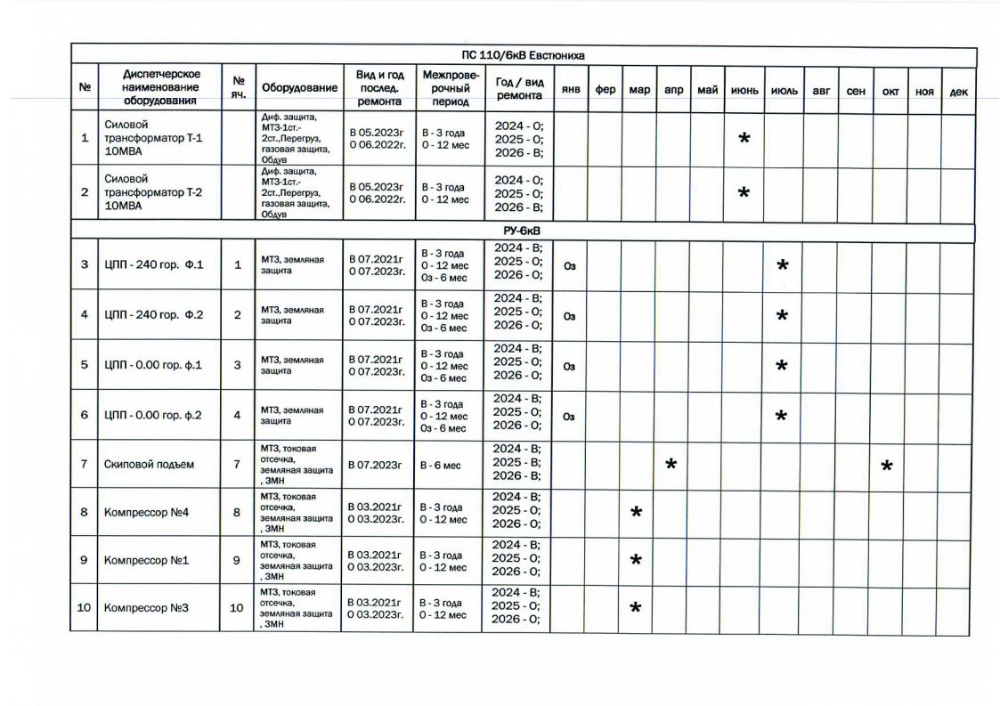 ПС 110/6кВ Евстюниха
№ Диспетчерское наименование оборудования № яч. Оборудование Вид и год послед. ремонта Межпрове-рочный период Год / вид ремонта янв фер мар апр май июнь июль авг сен окт ноя дек
1 Силовой трансформатор Т-1 10МВА Диф. защита, МТЗ-1ст.-2ст.,Перегруз, газовая защита, Обдув В 05.2023г О 06.2022г. В - 3 года О - 12 мес 2024 - О; 2025 - О; 2026 - В; *
2 Силовой трансформатор Т-2 10МВА Диф. защита, МТЗ-1ст.-2ст.,Перегруз, газовая защита, Обдув В 05.2023г О 06.2022г. В - 3 года О - 12 мес 2024 - О; 2025 - О; 2026 - В; *
РУ-6кВ
3 ЦПП - 240 гор. Ф.1 1 МТЗ, земляная защита В 07.2021г О 07.2023г. В - 3 года О - 12 мес Оз - 6 мес 2024 - В; 2025 - О; 2026 - О; Оз *
4 ЦПП - 240 гор. Ф.2 2 МТЗ, земляная защита В 07.2021г О 07.2023г. В - 3 года О - 12 мес Оз - 6 мес 2024 - В; 2025 - О; 2026 - О; Оз *
5 ЦПП - 0.00 гор. ф.1 3 МТЗ, земляная защита В 07.2021г О 07.2023г. В - 3 года О - 12 мес Оз - 6 мес 2024 - В; 2025 - О; 2026 - О; Оз *
6 ЦПП - 0.00 гор. ф.2 4 МТЗ, земляная защита В 07.2021г О 07.2023г. В - 3 года О - 12 мес Оз - 6 мес 2024 - В; 2025 - О; 2026 - О; Оз *
7 Скиповой подъем 7 МТЗ, токовая отсечка, земляная защита , ЗМН В 07.2023г В - 6 мес 2024 - В; 2025 - В; 2026 - В; * *
8 Компрессор №4 8 МТЗ, токовая отсечка, земляная защита , ЗМН В 03.2021г О 03.2023г. В - 3 года О - 12 мес 2024 - В; 2025 - О; 2026 - О; *
9 Компрессор №1 9 МТЗ, токовая отсечка, земляная защита , ЗМН В 03.2021г О 03.2023г. В - 3 года О - 12 мес 2024 - В; 2025 - О; 2026 - О; *
10 Компрессор №3 10 МТЗ, токовая отсечка, земляная защита , ЗМН В 03.2021г О 03.2023г. В - 3 года О - 12 мес 2024 - В; 2025 - О; 2026 - О; *